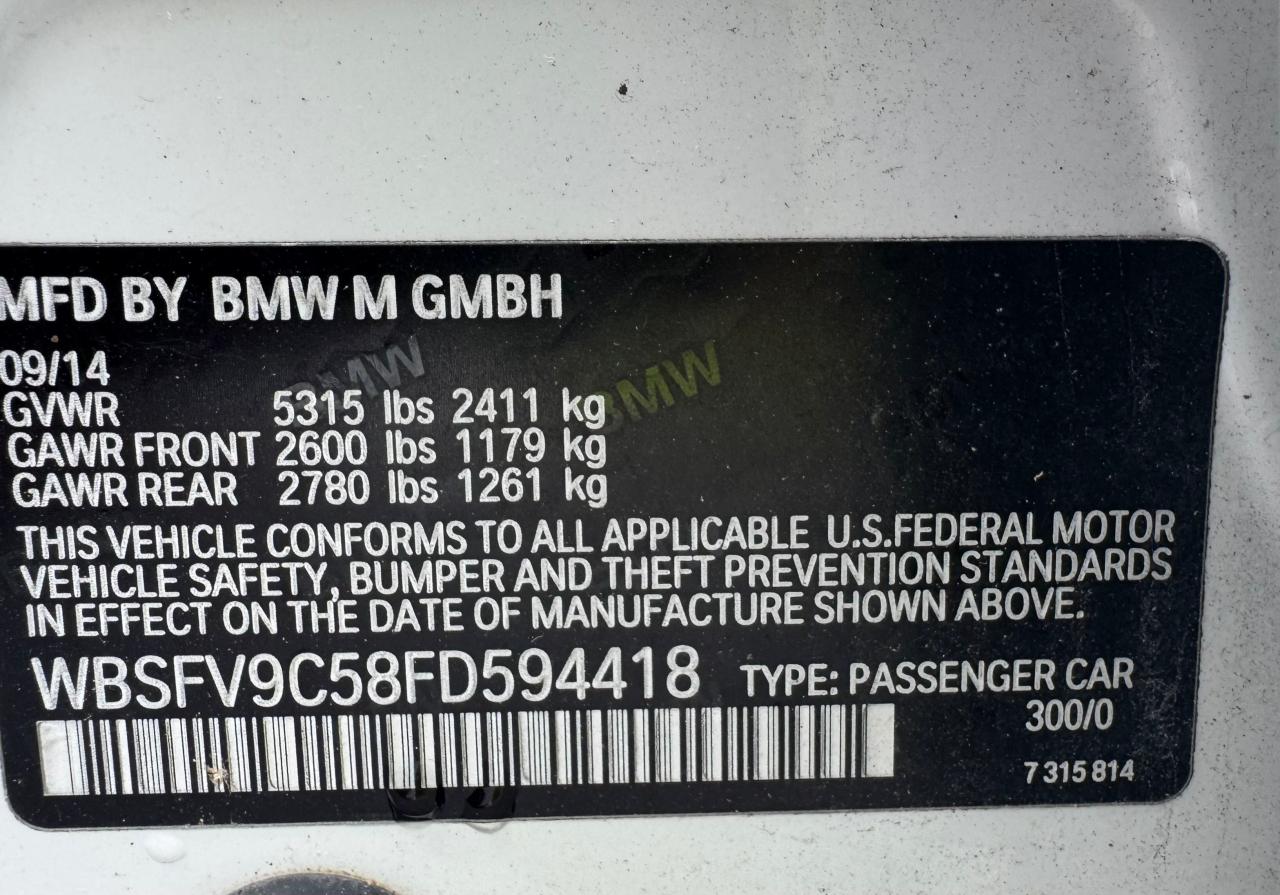 MFD BY BMW M GMBH
09/14
BMW BMW
GVWR 5315 lbs 2411 kg
GAWR FRONT 2600 lbs 1179 kg
GAWR REAR 2780 lbs 1261 kg
THIS VEHICLE CONFORMS TO ALL APPLICABLE U.S.FEDERAL MOTOR
VEHICLE SAFETY, BUMPER AND THEFT PREVENTION STANDARDS
IN EFFECT ON THE DATE OF MANUFACTURE SHOWN ABOVE.
WBSFV9C58FD594418 TYPE: PASSENGER CAR
300/0
7 315 814